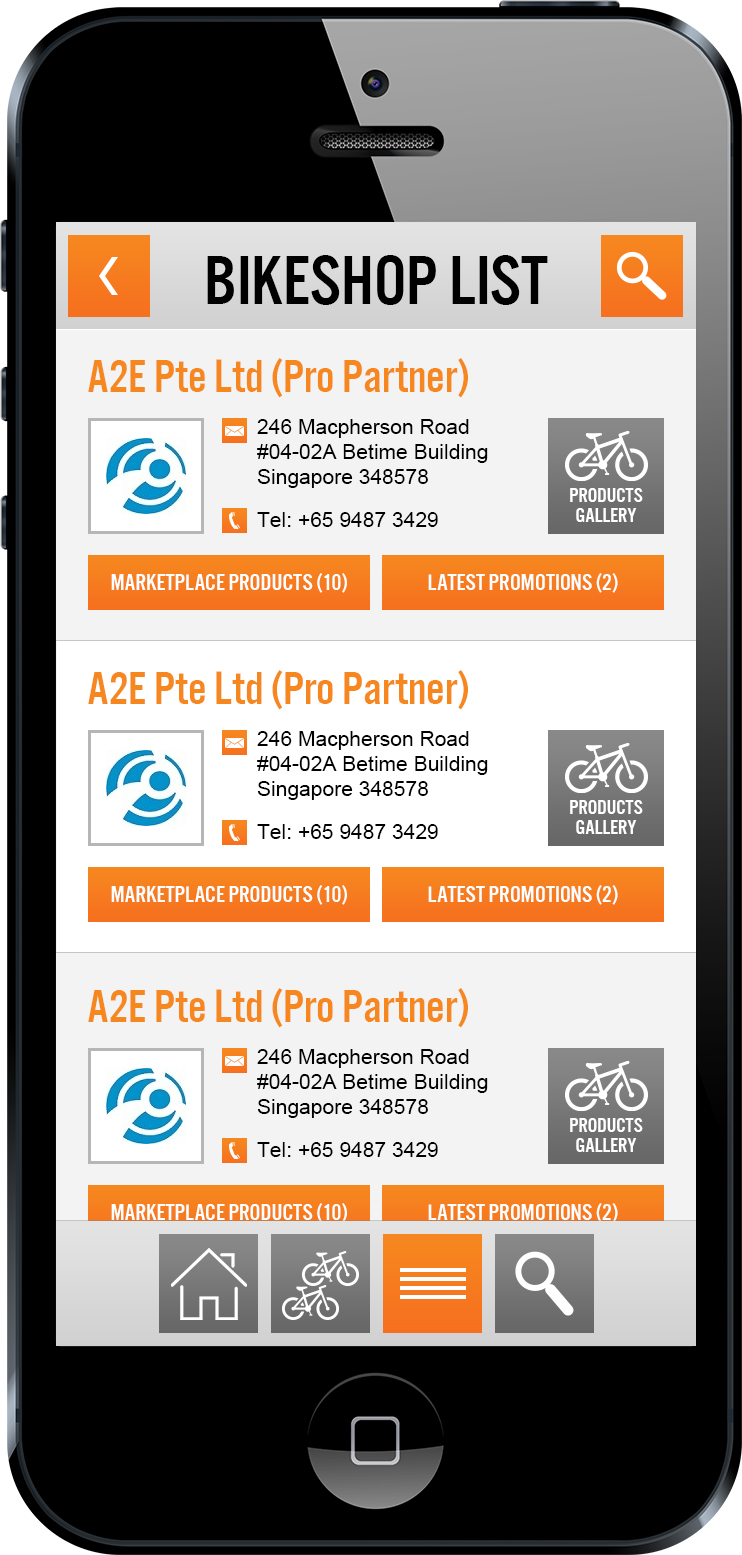 BIKESHOP LIST
A2E Pte Ltd (Pro Partner)
246 Macpherson Road
#04-02A Betime Building
Singapore 348578
Tel: +65 9487 3429
PRODUCTS
GALLERY
MARKETPLACE PRODUCTS (10)
LATEST PROMOTIONS (2)
A2E Pte Ltd (Pro Partner)
246 Macpherson Road
#04-02A Betime Building
Singapore 348578
Tel: +65 9487 3429
PRODUCTS
GALLERY
MARKETPLACE PRODUCTS (10)
LATEST PROMOTIONS (2)
A2E Pte Ltd (Pro Partner)
246 Macpherson Road
#04-02A Betime Building
Singapore 348578
Tel: +65 9487 3429
PRODUCTS
GALLERY
MARKETPLACE PRODUCTS (10)
LATEST PROMOTIONS (2)